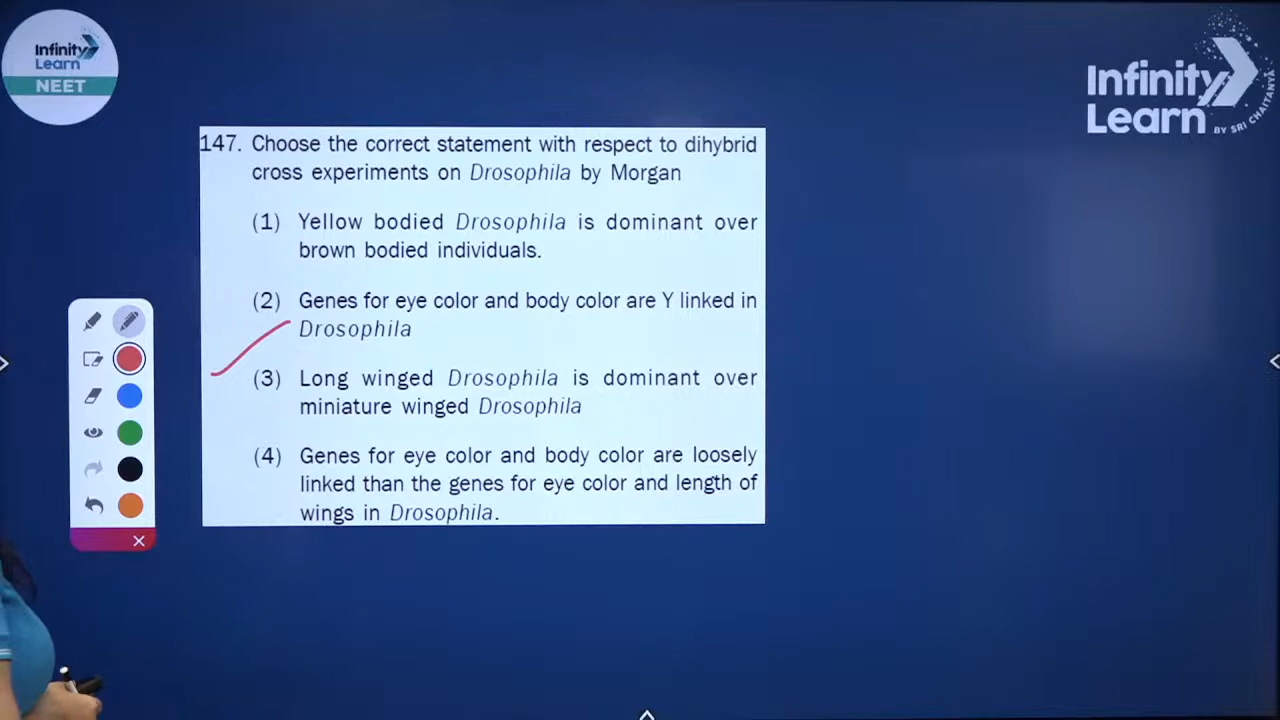 Infinity
Learn
NEET
Infinity
Learn
BY SRI CHAITANYA
147. Choose the correct statement with respect to dihybrid
cross experiments on Drosophila by Morgan
(1) Yellow bodied Drosophila is dominant over
brown bodied individuals.
(2) Genes for eye color and body color are Y linked in
Drosophila
(3) Long winged Drosophila is dominant over
miniature winged Drosophila
(4) Genes for eye color and body color are loosely
linked than the genes for eye color and length of
wings in Drosophila.